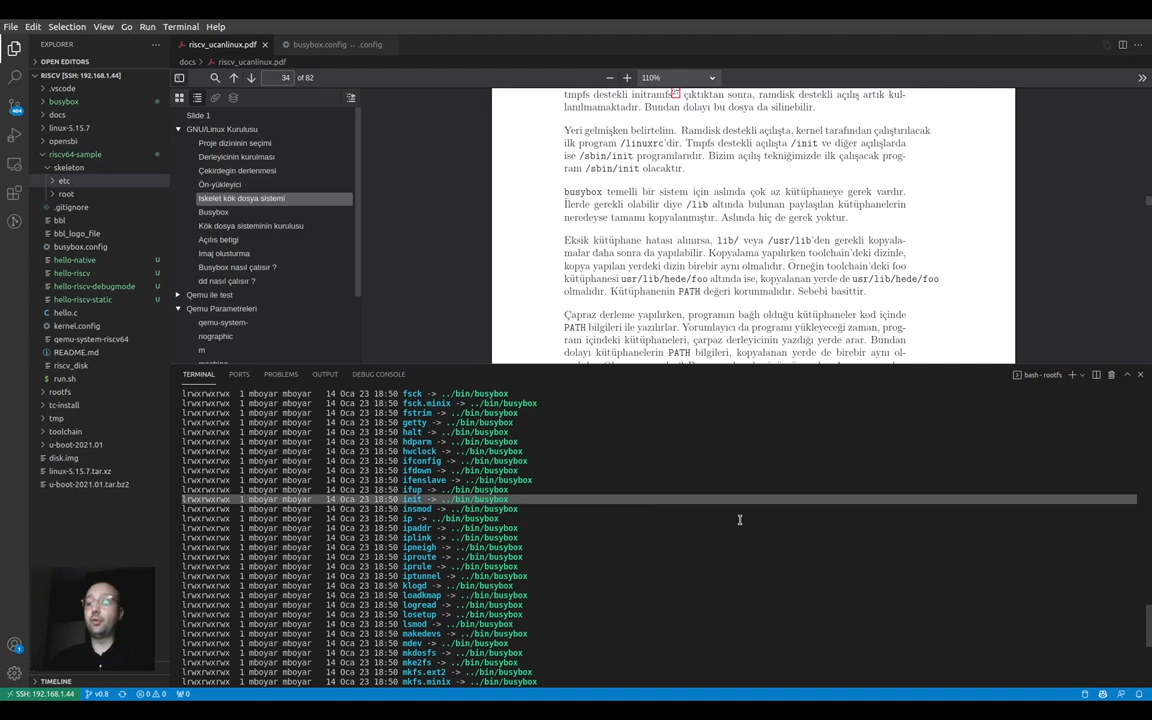 File Edit Selection View Go Run Terminal Help
EXPLORER
riscv_ucanlinux.pdf
busybox.config -- .config
OPEN EDITORS
docs > riscv_ucanlinux.pdf
RISCV [SSH: 192.168.1.44]
34 of 82
110%
.vscode
busybox
docs
linux-5.15.7
opensbi
riscv64-sample
skeleton
etc
root
.gitignore
bbl
bbl_logo_file
busybox.config
hello-native U
hello-riscv U
hello-riscv-debugmode U
hello-riscv-static U
hello.c
kernel.config
qemu-system-riscv64
README.md
riscv_disk
run.sh
rootfs
tc-install
tmp
toolchain
u-boot-2021.01
disk.img
linux-5.15.7.tar.xz
u-boot-2021.01.tar.bz2
TIMELINE
Slide 1
GNU/Linux Kurulusu
Proje dizininin seçimi
Derleyicinin kurulması
Çekirdegin derlenmesi
Ön-yükleyici
Iskelet kök dosya sistemi
Busybox
Kök dosya sisteminin kurulusu
Açılıs betigi
Imaj olusturma
Busybox nasıl çalısır ?
dd nasıl çalısır ?
Qemu ile test
Qemu Parametreleri
qemu-system-
nographic
m
machine
tmpfs destekli initramfs çıktıktan sonra, ramdisk destekli açılış artık kul-
lanılmamaktadır. Bundan dolayı bu dosya da silinebilir.
Yeri gelmişken belirtelim. Ramdisk destekli açılışta, kernel tarafından çalıştırılacak
ilk program /linuxrc'dir. Tmpfs destekli açılışta /init ve diğer açılışlarda
ise /sbin/init programlarıdır. Bizim açılış tekniğimizde ilk çalışacak prog-
ram /sbin/init olacaktır.
busybox temelli bir sistem için aslında çok az kütüphaneye gerek vardır.
İlerde gerekli olabilir diye /lib altında bulunan paylaşılan kütüphanelerin
neredeyse tamamı kopyalanmıştır. Aslında hiç de gerek yoktur.
Eksik kütüphane hatası alınırsa, lib/ veya /usr/lib'den gerekli kopyala-
malar daha sonra da yapılabilir. Kopyalama yapılırken toolchain'deki dizinle,
kopya yapılan yerdeki dizin birebir aynı olmalıdır. Örneğin toolchain'deki foo
kütüphanesi usr/lib/hede/foo altında ise, kopyalanan yerde de usr/lib/hede/foo
olmalıdır. Kütüphanenin PATH değeri korunmalıdır. Sebebi basittir.
Çapraz derleme yapılırken, programın bağlı olduğu kütüphaneler kod içinde
PATH bilgileri ile yazılırlar. Yorumlayıcı da programı yükleyeceği zaman, prog-
ram içindeki kütüphaneleri, çarpaz derleyicinin yazdığı yerde arar. Bundan
dolayı kütüphanelerin PATH bilgileri, kopyalanan yerde de birebir aynı ol-
TERMINAL PORTS PROBLEMS OUTPUT DEBUG CONSOLE
bash - rootfs
lrwxrwxrwx 1 mboyar mboyar 14 Oca 23 18:50 fsck -> ../bin/busybox
lrwxrwxrwx 1 mboyar mboyar 14 Oca 23 18:50 fsck.minix -> ../bin/busybox
lrwxrwxrwx 1 mboyar mboyar 14 Oca 23 18:50 fstrim -> ../bin/busybox
lrwxrwxrwx 1 mboyar mboyar 14 Oca 23 18:50 getty -> ../bin/busybox
lrwxrwxrwx 1 mboyar mboyar 14 Oca 23 18:50 halt -> ../bin/busybox
lrwxrwxrwx 1 mboyar mboyar 14 Oca 23 18:50 hdparm -> ../bin/busybox
lrwxrwxrwx 1 mboyar mboyar 14 Oca 23 18:50 hwclock -> ../bin/busybox
lrwxrwxrwx 1 mboyar mboyar 14 Oca 23 18:50 ifconfig -> ../bin/busybox
lrwxrwxrwx 1 mboyar mboyar 14 Oca 23 18:50 ifdown -> ../bin/busybox
lrwxrwxrwx 1 mboyar mboyar 14 Oca 23 18:50 ifenslave -> ../bin/busybox
lrwxrwxrwx 1 mboyar mboyar 14 Oca 23 18:50 ifup -> ../bin/busybox
lrwxrwxrwx 1 mboyar mboyar 14 Oca 23 18:50 init -> ../bin/busybox
lrwxrwxrwx 1 mboyar mboyar 14 Oca 23 18:50 insmod -> ../bin/busybox
lrwxrwxrwx 1 mboyar mboyar 14 Oca 23 18:50 ip -> ../bin/busybox
lrwxrwxrwx 1 mboyar mboyar 14 Oca 23 18:50 ipaddr -> ../bin/busybox
lrwxrwxrwx 1 mboyar mboyar 14 Oca 23 18:50 iplink -> ../bin/busybox
lrwxrwxrwx 1 mboyar mboyar 14 Oca 23 18:50 ipneigh -> ../bin/busybox
lrwxrwxrwx 1 mboyar mboyar 14 Oca 23 18:50 iproute -> ../bin/busybox
lrwxrwxrwx 1 mboyar mboyar 14 Oca 23 18:50 iprule -> ../bin/busybox
lrwxrwxrwx 1 mboyar mboyar 14 Oca 23 18:50 iptunnel -> ../bin/busybox
lrwxrwxrwx 1 mboyar mboyar 14 Oca 23 18:50 klogd -> ../bin/busybox
lrwxrwxrwx 1 mboyar mboyar 14 Oca 23 18:50 loadkmap -> ../bin/busybox
lrwxrwxrwx 1 mboyar mboyar 14 Oca 23 18:50 logread -> ../bin/busybox
lrwxrwxrwx 1 mboyar mboyar 14 Oca 23 18:50 losetup -> ../bin/busybox
lrwxrwxrwx 1 mboyar mboyar 14 Oca 23 18:50 lsmod -> ../bin/busybox
lrwxrwxrwx 1 mboyar mboyar 14 Oca 23 18:50 makedevs -> ../bin/busybox
lrwxrwxrwx 1 mboyar mboyar 14 Oca 23 18:50 mdev -> ../bin/busybox
lrwxrwxrwx 1 mboyar mboyar 14 Oca 23 18:50 mkdosfs -> ../bin/busybox
lrwxrwxrwx 1 mboyar mboyar 14 Oca 23 18:50 mke2fs -> ../bin/busybox
lrwxrwxrwx 1 mboyar mboyar 14 Oca 23 18:50 mkfs.ext2 -> ../bin/busybox
lrwxrwxrwx 1 mboyar mboyar 14 Oca 23 18:50 mkfs.minix -> ../bin/busybox
SSH: 192.168.1.44 v0.8 0 0 0